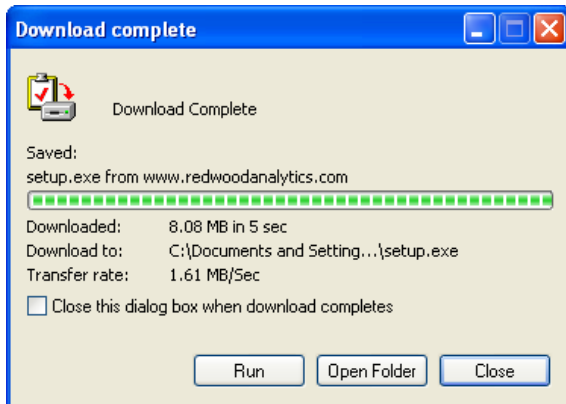 Download complete
Download Complete
Saved:
setup.exe from www.redwoodanalytics.com
Downloaded: 8.08 MB in 5 sec
Download to: C:\Documents and Setting...\setup.exe
Transfer rate: 1.61 MB/Sec
Close this dialog box when download completes
Run Open Folder Close